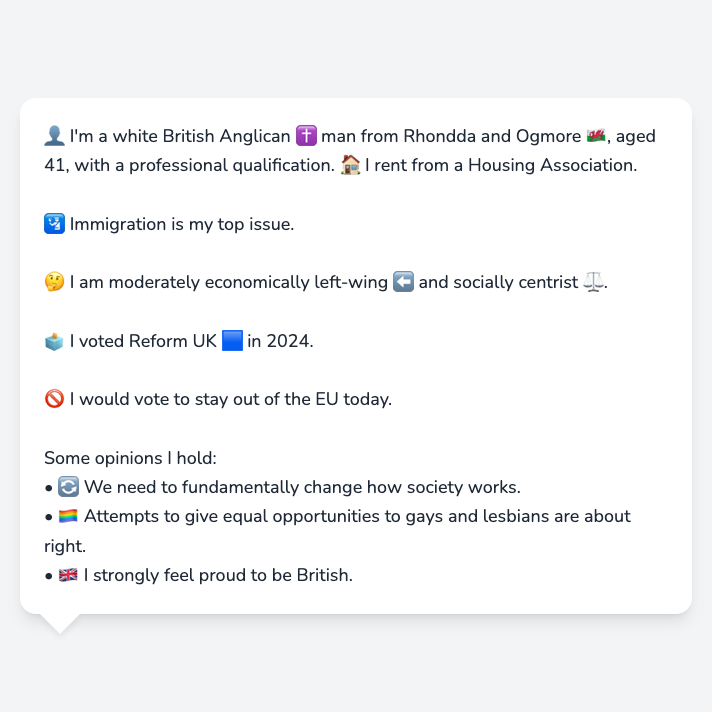 👤 I'm a white British Anglican ✝️ man from Rhondda and Ogmore 🏴󠁧󠁢󠁷󠁬󠁳󠁿, aged
41, with a professional qualification. 🏠 I rent from a Housing Association.
🛂 Immigration is my top issue.
🤔 I am moderately economically left-wing ⬅️ and socially centrist ⚖️.
🗳️ I voted Reform UK 🟦 in 2024.
🚫 I would vote to stay out of the EU today.
Some opinions I hold:
• 🔄 We need to fundamentally change how society works.
• 🏳️‍🌈 Attempts to give equal opportunities to gays and lesbians are about
right.
• 🇬🇧 I strongly feel proud to be British.